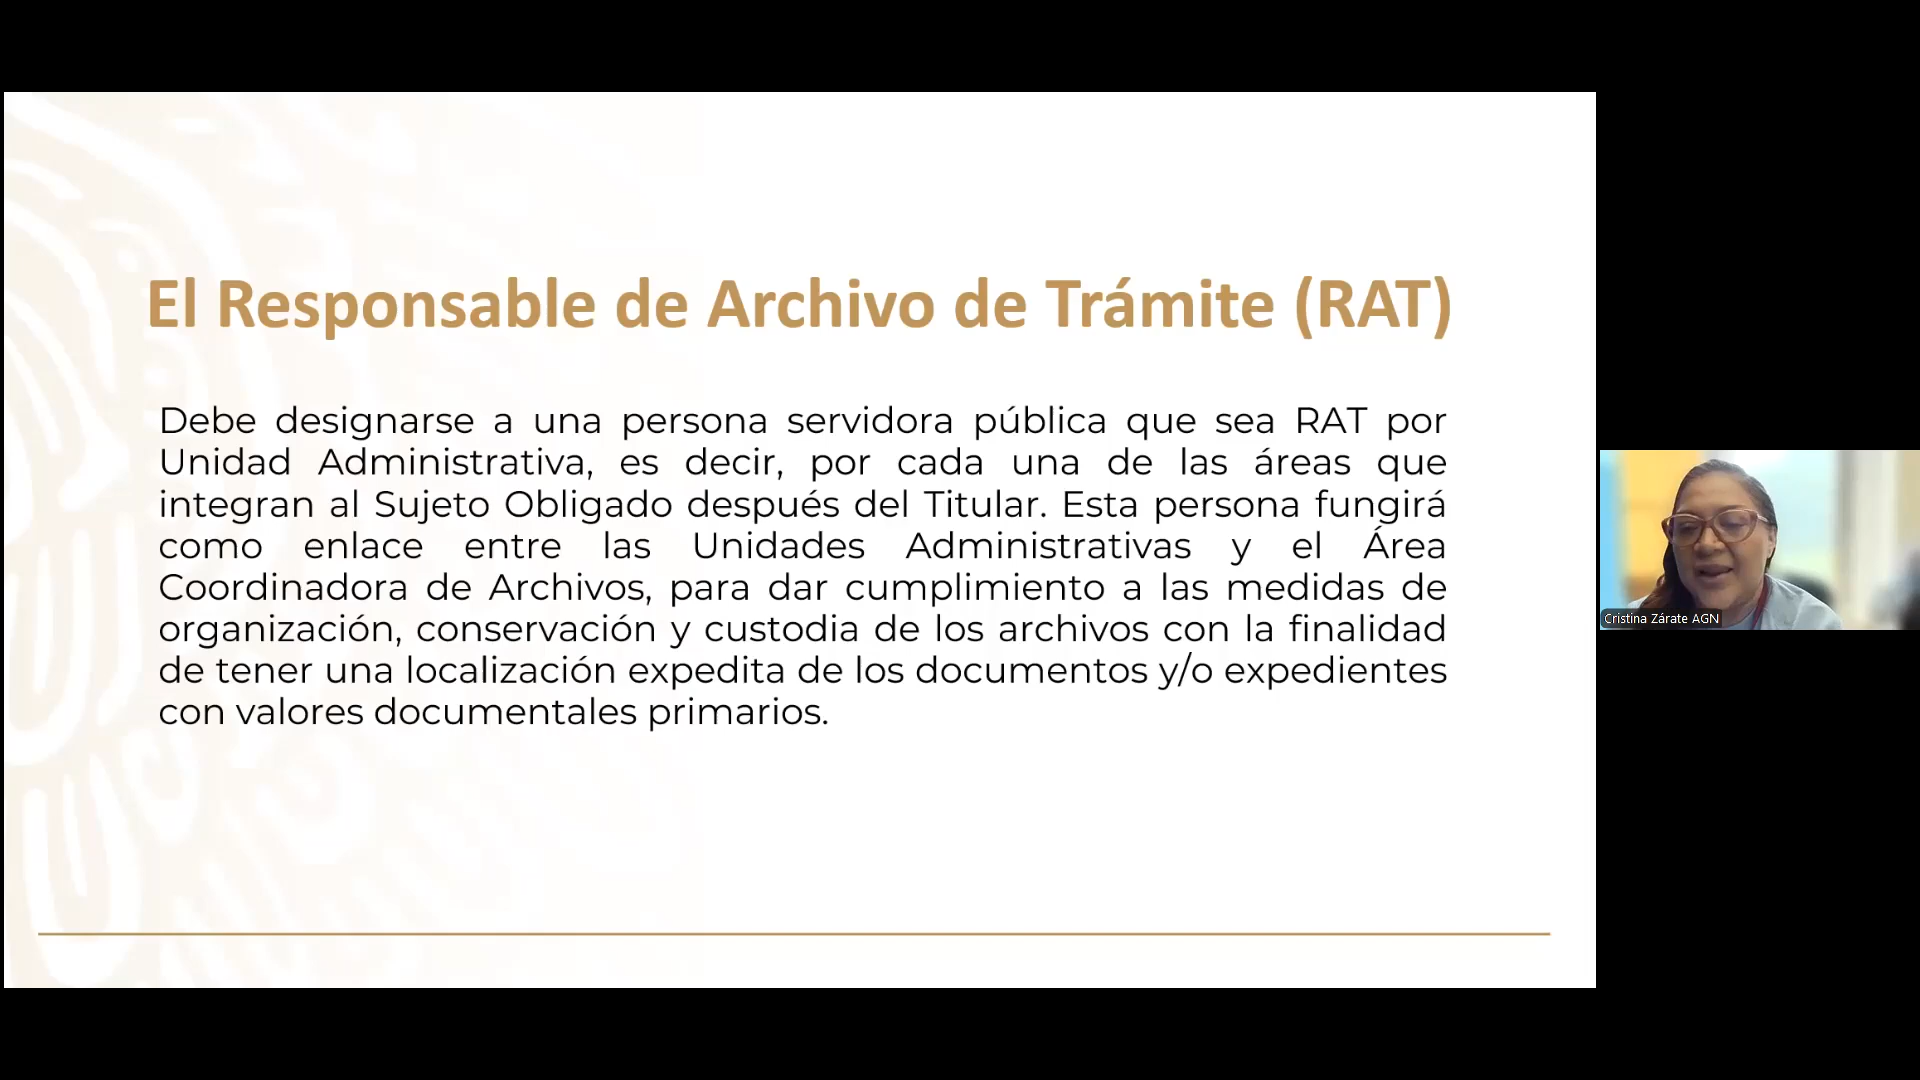 El Responsable de Archivo de Trámite (RAT)
Debe designarse a una persona servidora pública que sea RAT por
Unidad Administrativa, es decir, por cada una de las áreas que
integran al Sujeto Obligado después del Titular. Esta persona fungirá
como enlace entre las Unidades Administrativas y el Área
Coordinadora de Archivos, para dar cumplimiento a las medidas de
organización, conservación y custodia de los archivos con la finalidad
de tener una localización expedita de los documentos y/o expedientes
con valores documentales primarios.
Cristina Zárate AGN